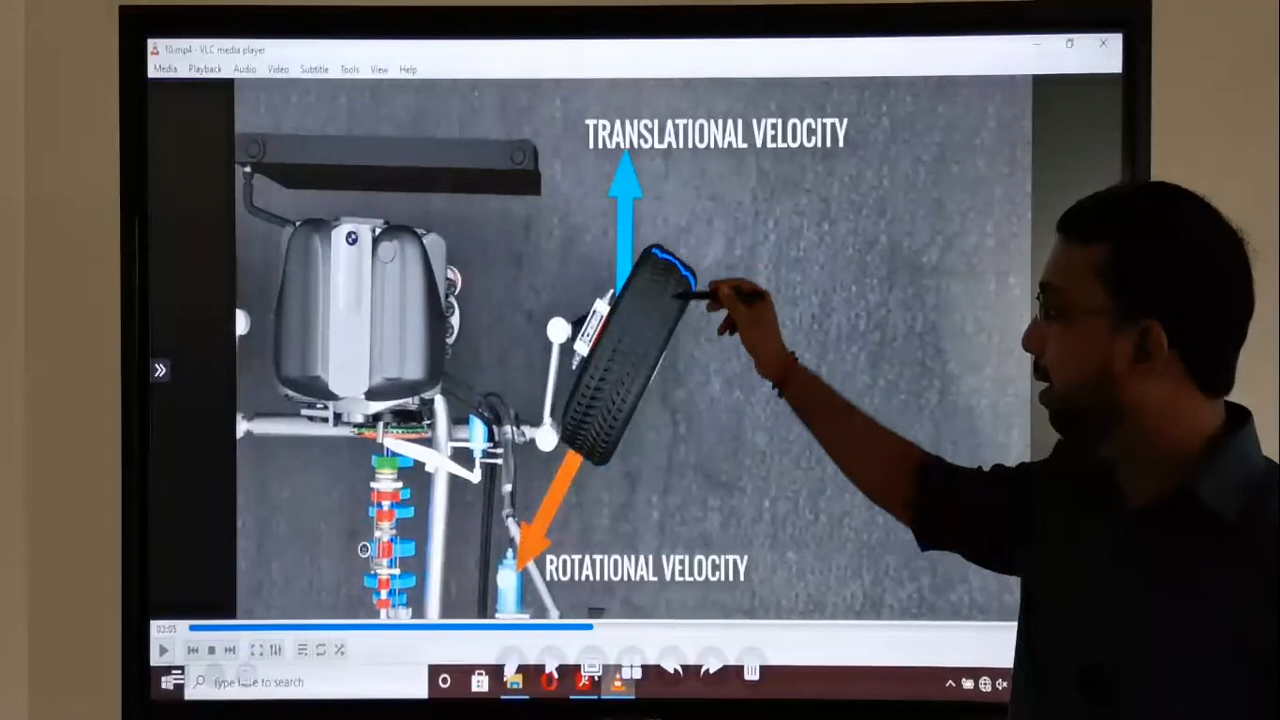 10.mp4 - VLC media player
Media Playback Audio Video Subtitle Tools View Help
TRANSLATIONAL VELOCITY
ROTATIONAL VELOCITY
03:05
Type here to search